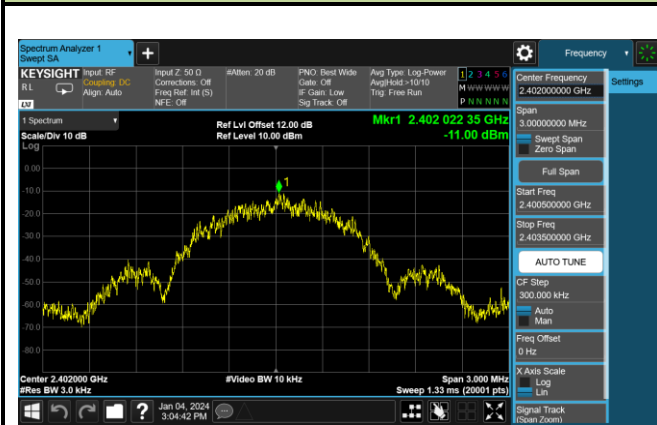 Spectrum Analyzer 1
Swept SA
+
Frequency
KEYSIGHT
RL
Input: RF
Coupling: DC
Align: Auto
Input Z: 50 Ω
Corrections: Off
Freq Ref: Int (S)
NFE: Off
#Atten: 20 dB
PNO: Best Wide
Gate: Off
IF Gain: Low
Sig Track: Off
Avg Type: Log-Power
Avg|Hold:>10/10
Trig: Free Run
1 2 3 4 5 6
M W W W W W
P N N N N N
LXI
1 Spectrum
Scale/Div 10 dB
Log
Ref Lvl Offset 12.00 dB
Ref Level 10.00 dBm
Mkr1 2.402 022 35 GHz
-11.00 dBm
1
0.00
-10.0
-20.0
-30.0
-40.0
-50.0
-60.0
-70.0
-80.0
Center 2.402000 GHz
#Res BW 3.0 kHz
#Video BW 10 kHz
Span 3.000 MHz
Sweep 1.33 ms (20001 pts)
Jan 04, 2024
3:04:42 PM
?
Center Frequency
2.402000000 GHz
Settings
Span
3.00000000 MHz
Swept Span
Zero Span
Full Span
Start Freq
2.400500000 GHz
Stop Freq
2.403500000 GHz
AUTO TUNE
CF Step
300.000 kHz
Auto
Man
Freq Offset
0 Hz
X Axis Scale
Log
Lin
Signal Track
(Span Zoom)